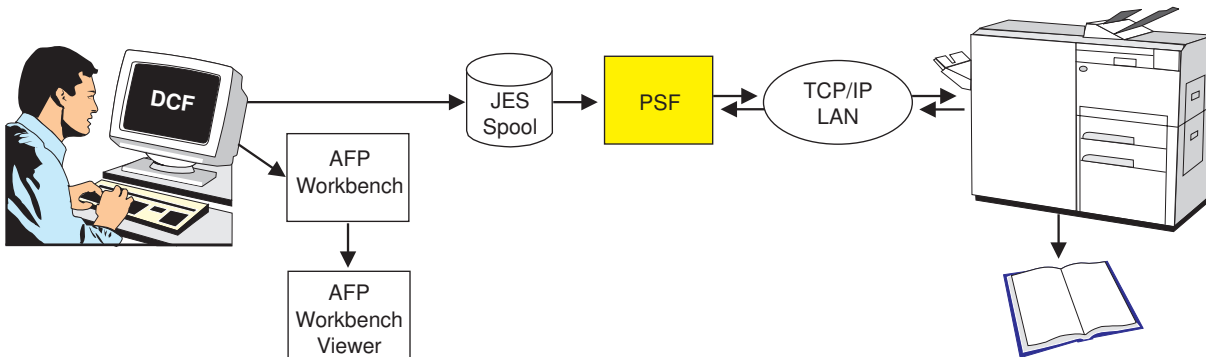 DCF
JES
Spool
PSF
TCP/IP
LAN
AFP
Workbench
AFP
Workbench
Viewer